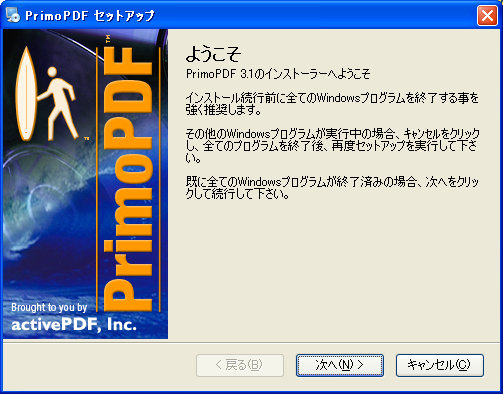 PrimoPDF セットアップ
ようこそ
PrimoPDF 3.1のインストーラーへようこそ
インストール続行前に全てのWindowsプログラムを終了する事を
強く推奨します。
その他のWindowsプログラムが実行中の場合、キャンセルをクリック
し、全てのプログラムを終了後、再度セットアップを実行して下さ
い。
既に全てのWindowsプログラムが終了済みの場合、次へをクリッ
クして続行して下さい。
PrimoPDF™
™
Brought to you by
activePDF, Inc.
< 戻る(B)
次へ(N) >
キャンセル(C)